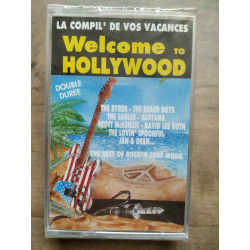 LA COMPIL' DE VOS VACANCES
Welcome TO
HOLLYWOOD
DOUBLE
DURÉE
THE BYRDS - THE BEACH BOYS
THE EAGLES - SANTANA
SCOTT McKENZIE - DAVID LEE ROTH
THE LOVIN' SPOONFUL
JAN & DEAN...
THE BEST OF ROCK'N SURF MUSIC